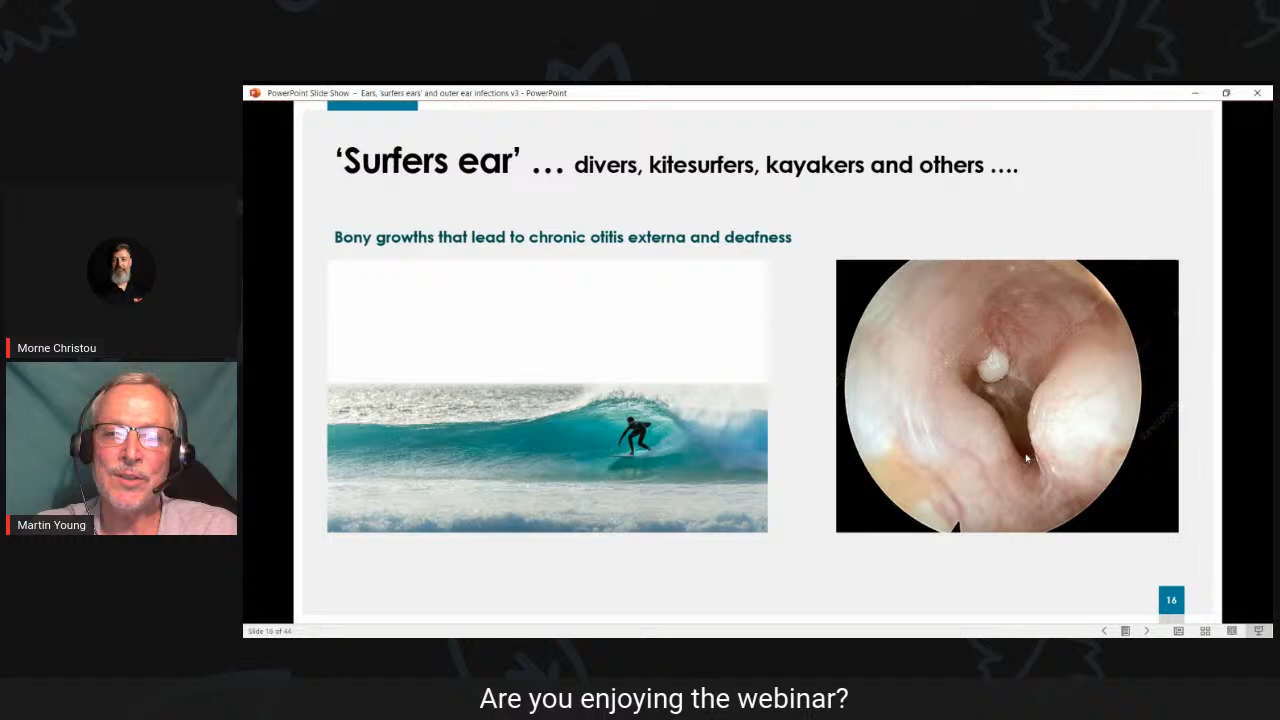 PowerPoint Slide Show - Ears, 'surfers ears' and outer ear infections v3 - PowerPoint
‘Surfers ear’ … divers, kitesurfers, kayakers and others ….
Bony growths that lead to chronic otitis externa and deafness
Morne Christou
Martin Young
16
Slide 16 of 44
Are you enjoying the webinar?